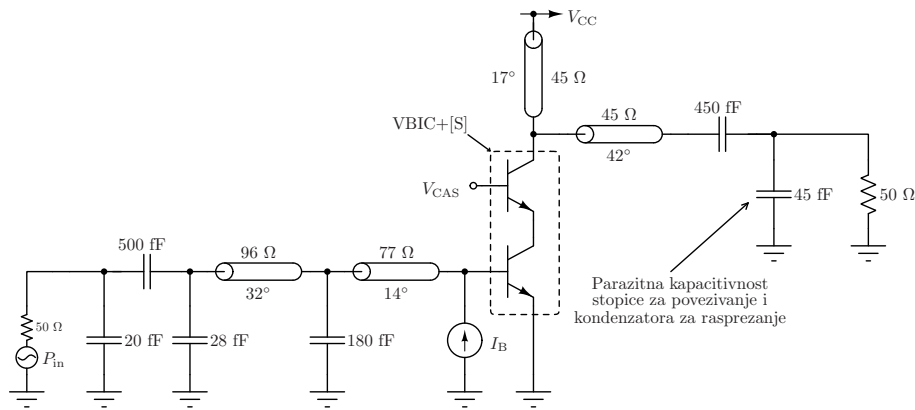 V_CC
17°
45 Ω
VBIC+[S]
45 Ω
42°
450 fF
V_CAS
45 fF
50 Ω
500 fF
96 Ω
32°
77 Ω
14°
Parazitna kapacitivnost
stopice za povezivanje i
kondenzatora za rasprezanje
50 Ω
P_in
20 fF
28 fF
180 fF
I_B